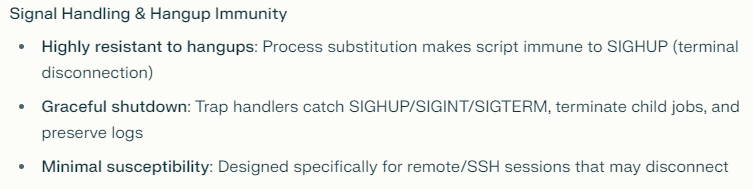 Signal Handling & Hangup Immunity
• Highly resistant to hangups: Process substitution makes script immune to SIGHUP (terminal
disconnection)
• Graceful shutdown: Trap handlers catch SIGHUP/SIGINT/SIGTERM, terminate child jobs, and
preserve logs
• Minimal susceptibility: Designed specifically for remote/SSH sessions that may disconnect